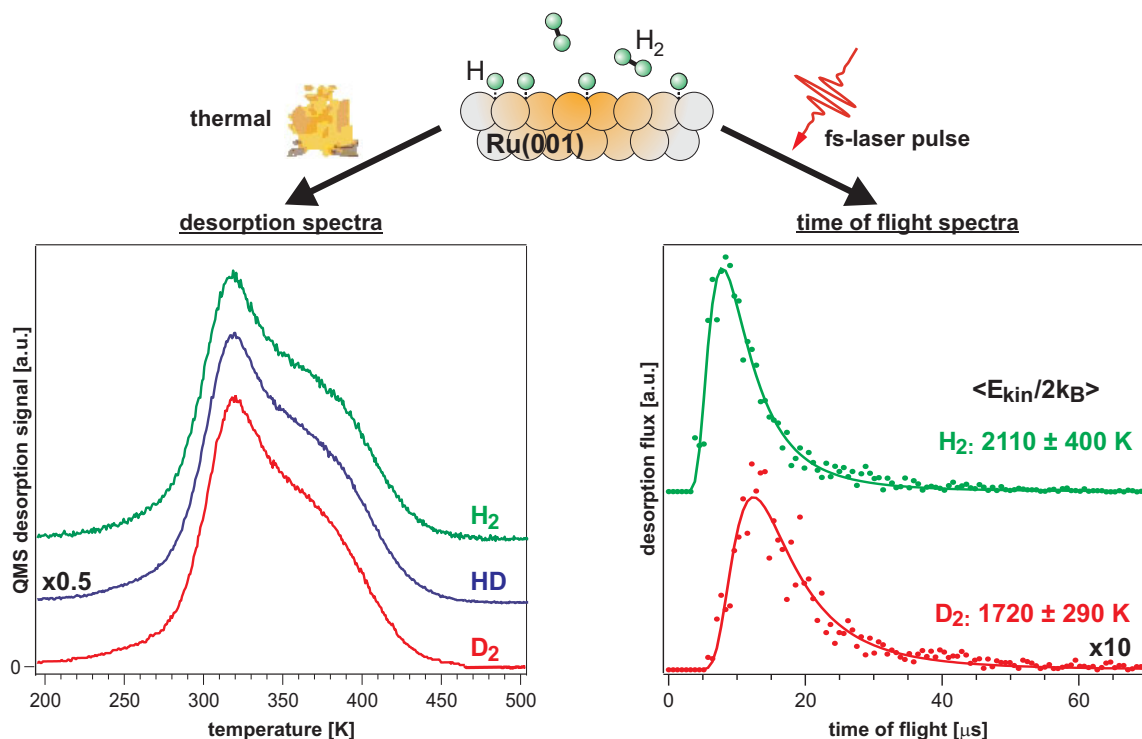 H
H2
thermal
Ru(001)
fs-laser pulse
desorption spectra
time of flight spectra
QMS desorption signal [a.u.]
H2
HD
x0.5
D2
0
200 250 300 350 400 450 500
temperature [K]
desorption flux [a.u.]
<E_kin/2k_B>
H2: 2110 ± 400 K
D2: 1720 ± 290 K
x10
0 20 40 60
time of flight [μs]